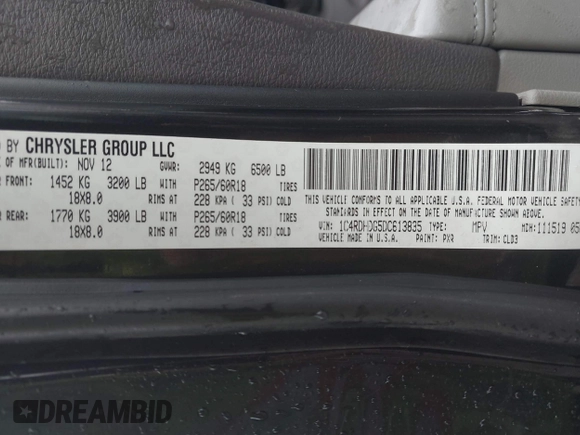 D BY CHRYSLER GROUP LLC
E OF MFR(BUILT): NOV 12 GVWR: 2949 KG 6500 LB
FRONT: 1452 KG 3200 LB WITH P265/60R18 TIRES
18X8.0 RIMS AT 228 KPA ( 33 PSI) COLD
REAR: 1770 KG 3900 LB WITH P265/60R18 TIRES
18X8.0 RIMS AT 228 KPA ( 33 PSI) COLD
THIS VEHICLE CONFORMS TO ALL APPLICABLE U.S.A. FEDERAL MOTOR VEHICLE SAFETY
STANDARDS IN EFFECT ON THE DATE OF MANUFACTURE SHOWN ABOVE.
VIN: 1C4RDHDG5DC613835 TYPE: MPV MDH:111519 05
VEHICLE MADE IN U.S.A. PAINT: PXR TRIM: CLD3
DREAMBID